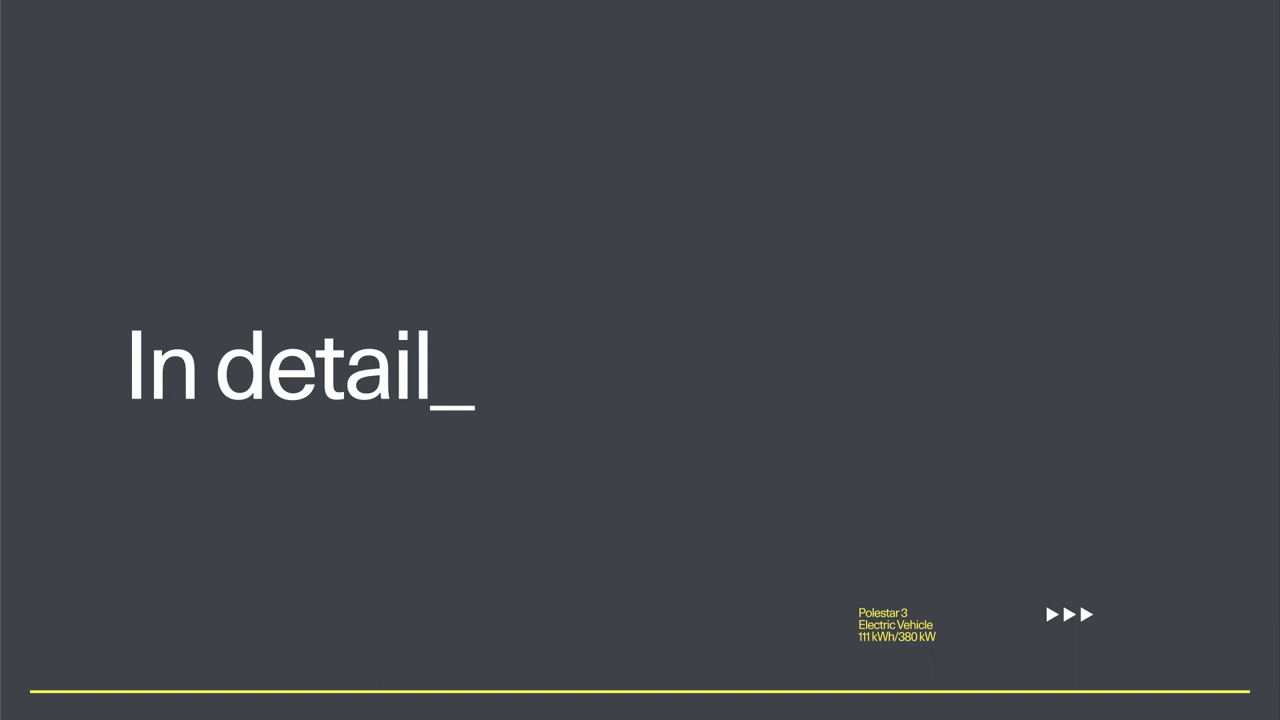 In detail_
Polestar 3
Electric Vehicle
111 kWh/380 kW